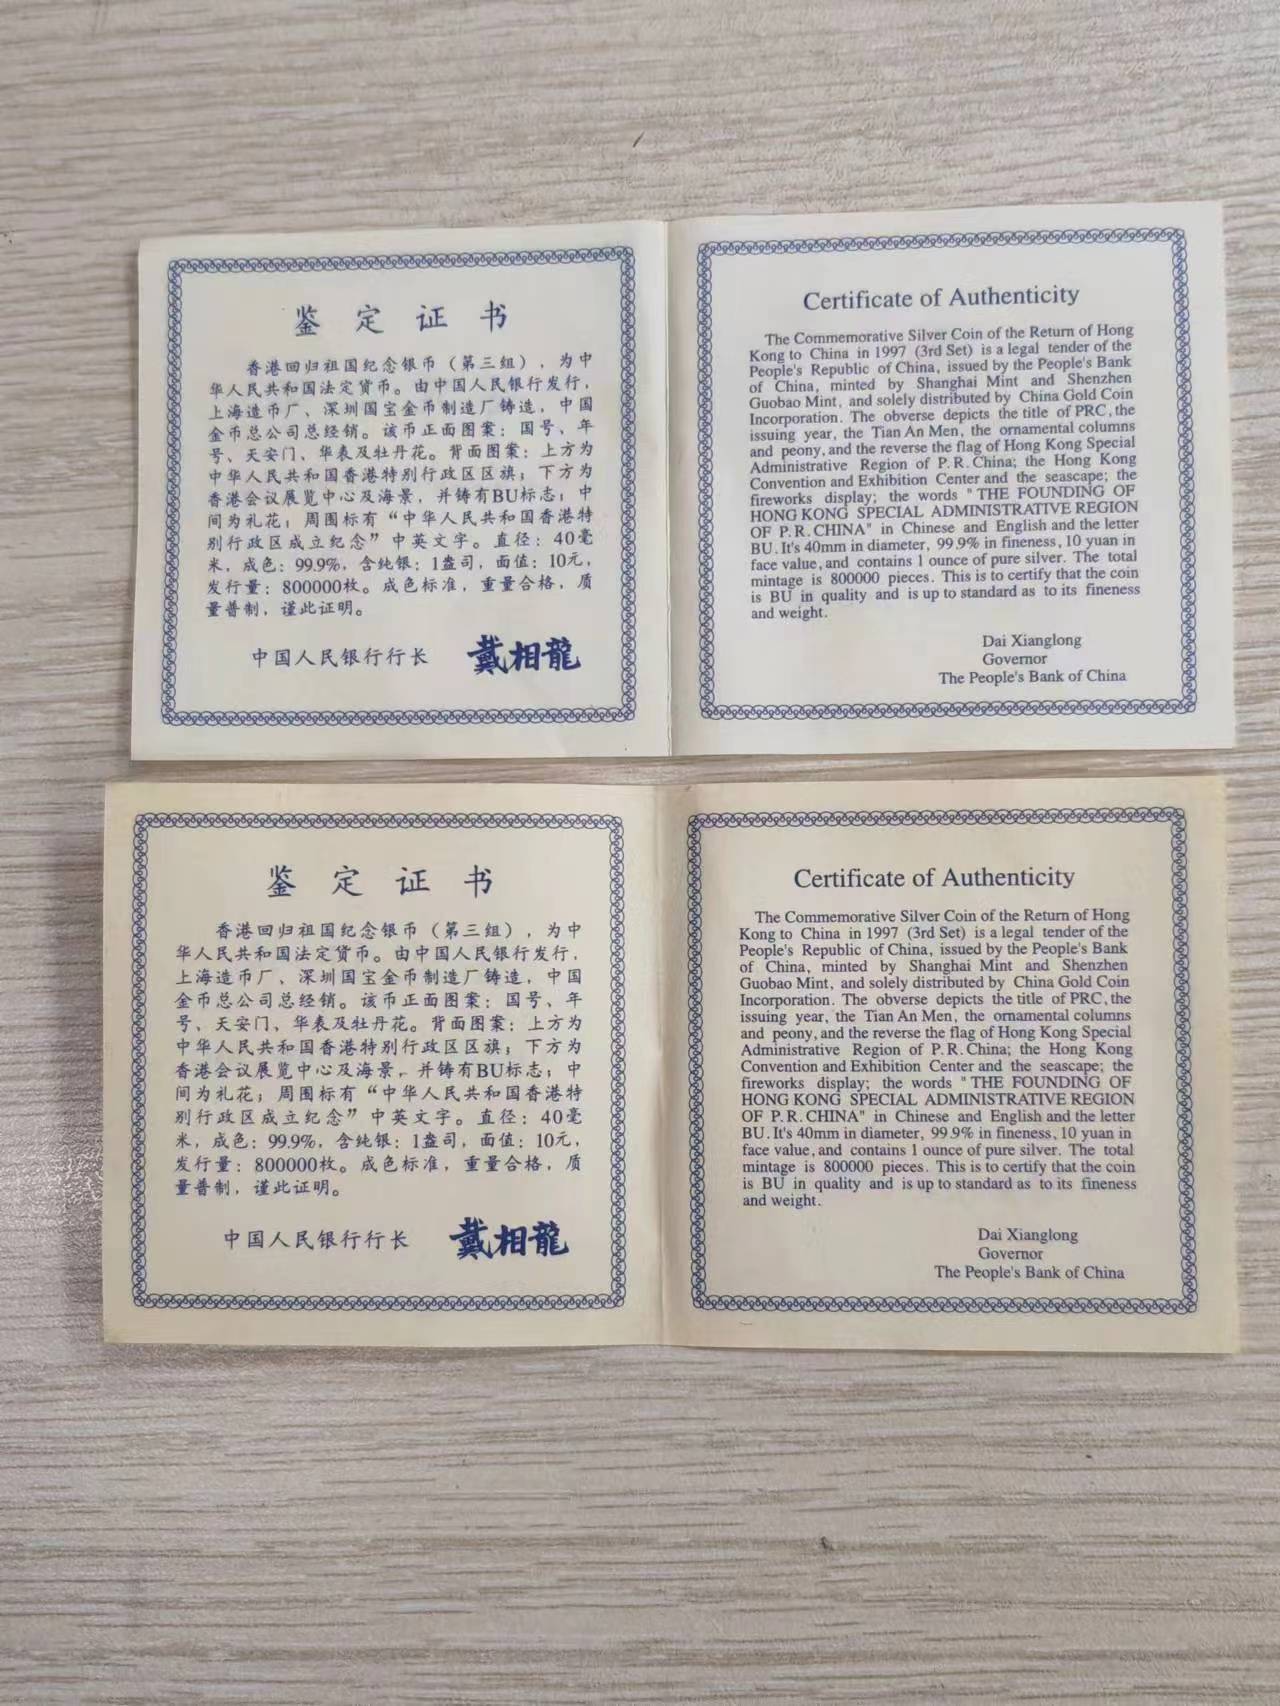 鉴定证书
香港回归祖国纪念银币（第三组），为中
华人民共和国法定货币。由中国人民银行发行，
上海造币厂、深圳国宝金币制造厂铸造，中国
金币总公司总经销。该币正面图案：国号、年
号、天安门、华表及牡丹花。背面图案：上方为
中华人民共和国香港特别行政区区旗；下方为
香港会议展览中心及海景，并铸有BU标志；中
间为礼花；周围标有“中华人民共和国香港特
别行政区成立纪念”中英文字。直径：40毫
米，成色：99.9%，含纯银：1盎司，面值：10元，
发行量：800000枚。成色标准，重量合格，质
量普制，谨此证明。
中国人民银行行长 戴相龍
Certificate of Authenticity
The Commemorative Silver Coin of the Return of Hong
Kong to China in 1997 (3rd Set) is a legal tender of the
People's Republic of China, issued by the People's Bank
of China, minted by Shanghai Mint and Shenzhen
Guobao Mint, and solely distributed by China Gold Coin
Incorporation. The obverse depicts the title of PRC, the
issuing year, the Tian An Men, the ornamental columns
and peony, and the reverse the flag of Hong Kong Special
Administrative Region of P.R.China; the Hong Kong
Convention and Exhibition Center and the seascape; the
fireworks display; the words "THE FOUNDING OF
HONG KONG SPECIAL ADMINISTRATIVE REGION
OF P.R.CHINA" in Chinese and English and the letter
BU. It's 40mm in diameter, 99.9% in fineness, 10 yuan in
face value, and contains 1 ounce of pure silver. The total
mintage is 800000 pieces. This is to certify that the coin
is BU in quality and is up to standard as to its fineness
and weight.
Dai Xianglong
Governor
The People's Bank of China
鉴定证书
香港回归祖国纪念银币（第三组），为中
华人民共和国法定货币。由中国人民银行发行，
上海造币厂、深圳国宝金币制造厂铸造，中国
金币总公司总经销。该币正面图案：国号、年
号、天安门、华表及牡丹花。背面图案：上方为
中华人民共和国香港特别行政区区旗；下方为
香港会议展览中心及海景，并铸有BU标志；中
间为礼花；周围标有“中华人民共和国香港特
别行政区成立纪念”中英文字。直径：40毫
米，成色：99.9%，含纯银：1盎司，面值：10元，
发行量：800000枚。成色标准，重量合格，质
量普制，谨此证明。
中国人民银行行长 戴相龍
Certificate of Authenticity
The Commemorative Silver Coin of the Return of Hong
Kong to China in 1997 (3rd Set) is a legal tender of the
People's Republic of China, issued by the People's Bank
of China, minted by Shanghai Mint and Shenzhen
Guobao Mint, and solely distributed by China Gold Coin
Incorporation. The obverse depicts the title of PRC, the
issuing year, the Tian An Men, the ornamental columns
and peony, and the reverse the flag of Hong Kong Special
Administrative Region of P.R.China; the Hong Kong
Convention and Exhibition Center and the seascape; the
fireworks display; the words "THE FOUNDING OF
HONG KONG SPECIAL ADMINISTRATIVE REGION
OF P.R.CHINA" in Chinese and English and the letter
BU. It's 40mm in diameter, 99.9% in fineness, 10 yuan in
face value, and contains 1 ounce of pure silver. The total
mintage is 800000 pieces. This is to certify that the coin
is BU in quality and is up to standard as to its fineness
and weight.
Dai Xianglong
Governor
The People's Bank of China